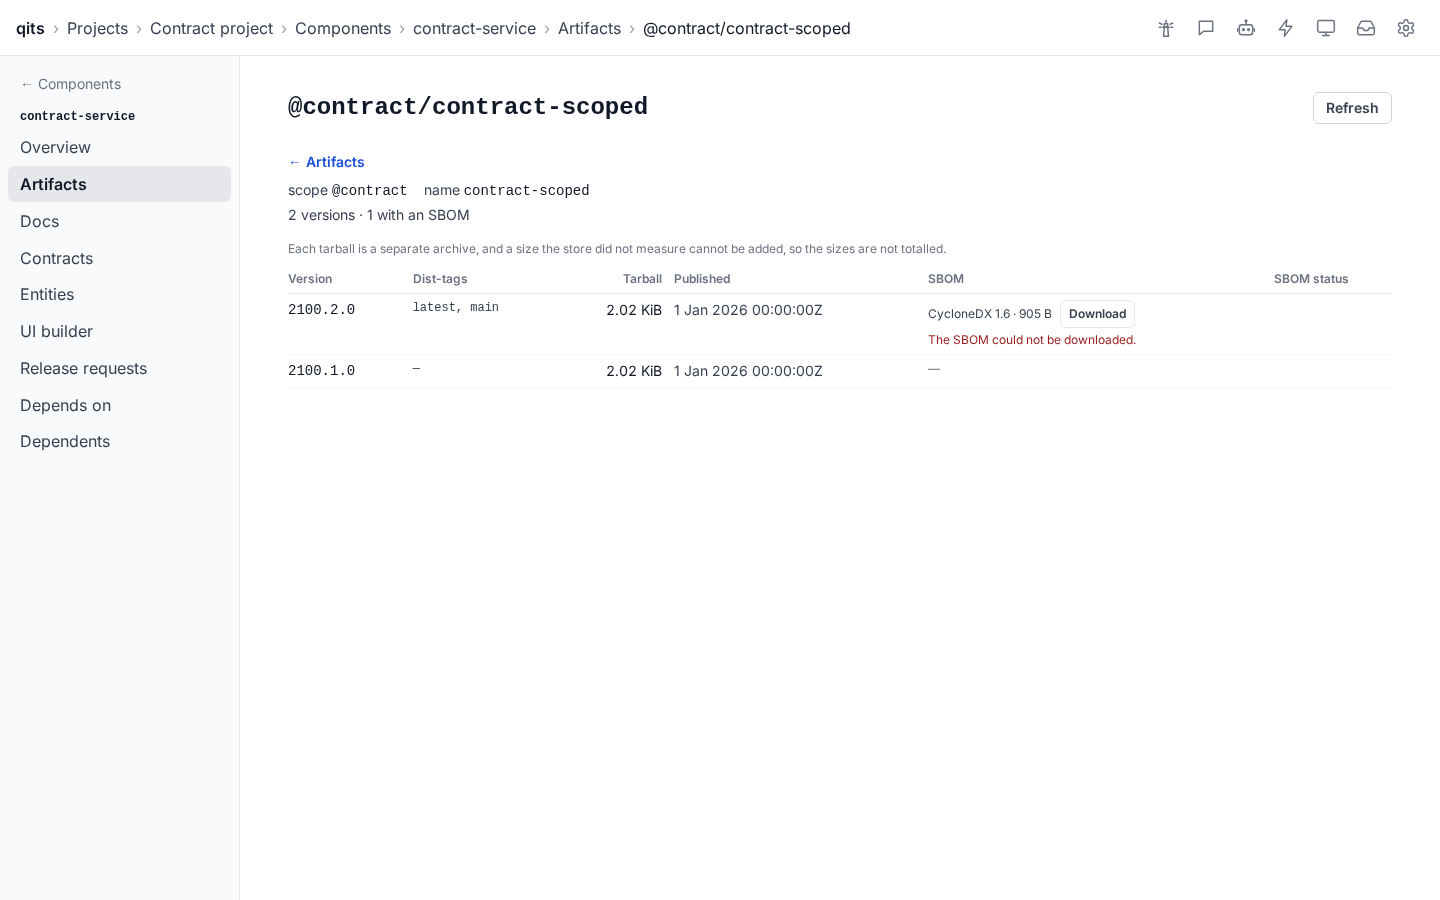 qits › Projects › Contract project › Components › contract-service › Artifacts › @contract/contract-scoped
← Components
contract-service
Overview
Artifacts
Docs
Contracts
Entities
UI builder
Release requests
Depends on
Dependents
@contract/contract-scoped
Refresh
← Artifacts
scope @contract name contract-scoped
2 versions · 1 with an SBOM
Each tarball is a separate archive, and a size the store did not measure cannot be added, so the sizes are not totalled.
Version Dist-tags Tarball Published SBOM SBOM status
2100.2.0 latest, main 2.02 KiB 1 Jan 2026 00:00:00Z CycloneDX 1.6 · 905 B Download
The SBOM could not be downloaded.
2100.1.0 — 2.02 KiB 1 Jan 2026 00:00:00Z —